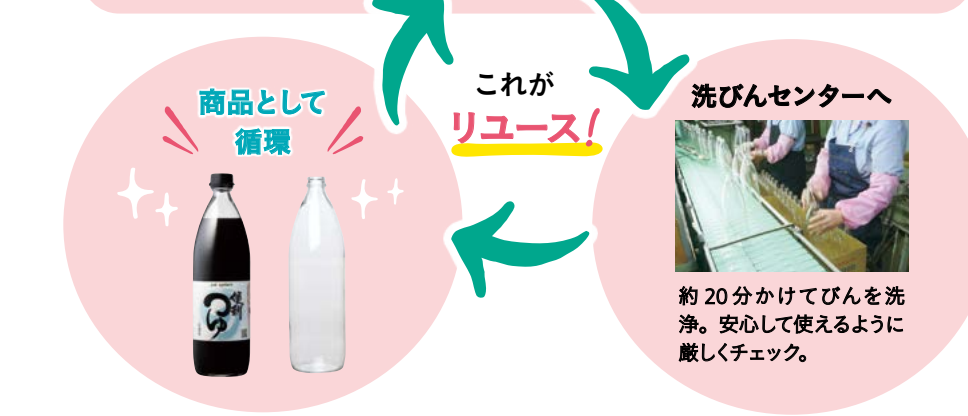 これが
リユース!
商品として
循環
つゆ
洗びんセンターへ
約20分かけてびんを洗
浄。安心して使えるように
厳しくチェック。